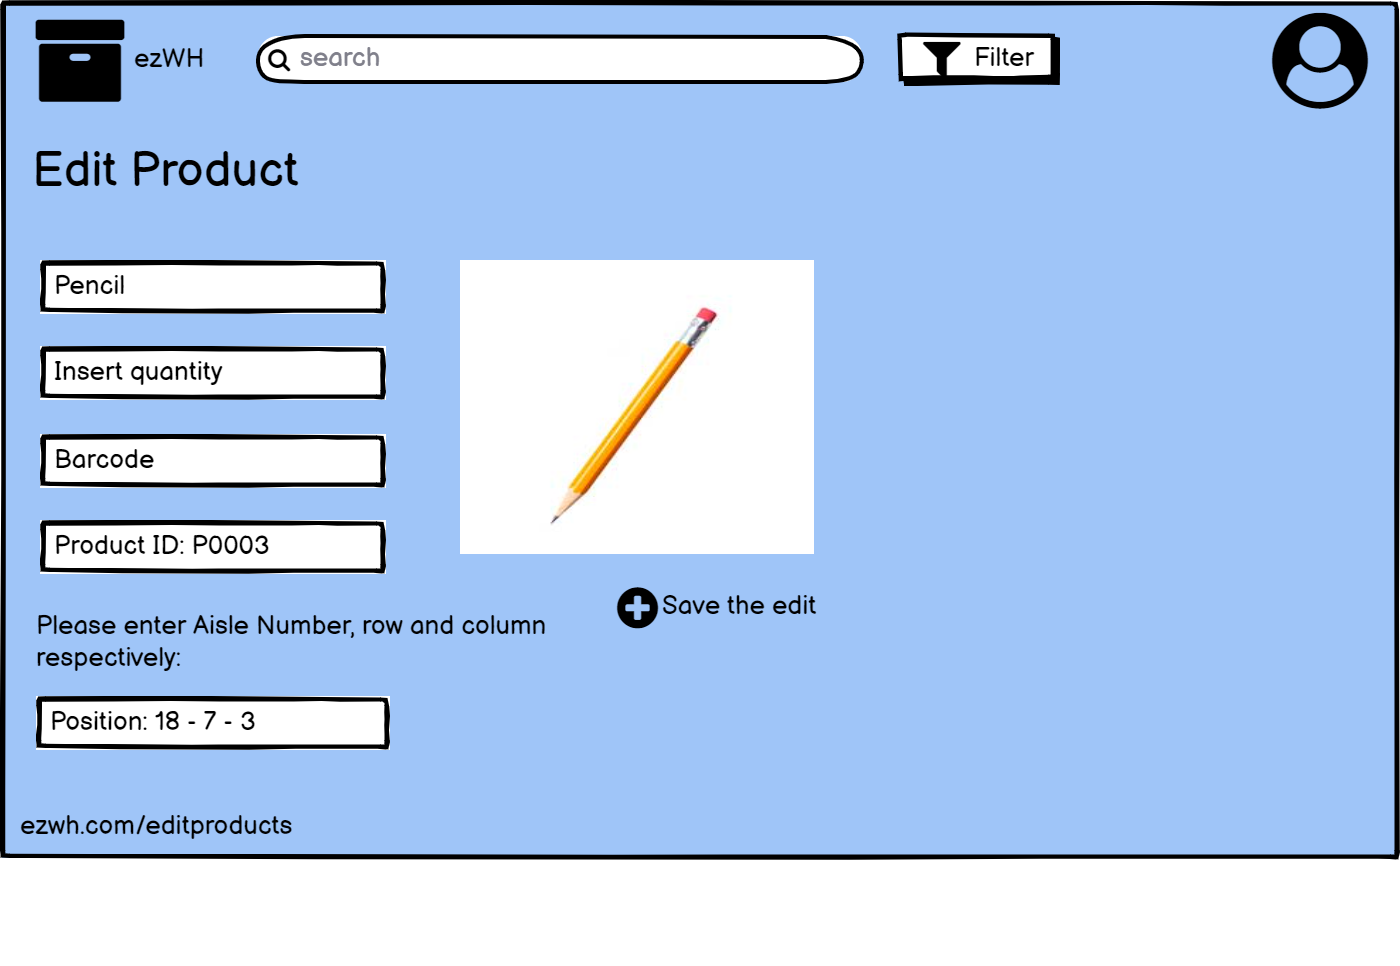 ezWH
search
Filter
Edit Product
Pencil
Insert quantity
Barcode
Product ID: P0003
Save the edit
Please enter Aisle Number, row and column
respectively:
Position: 18 - 7 - 3
ezwh.com/editproducts